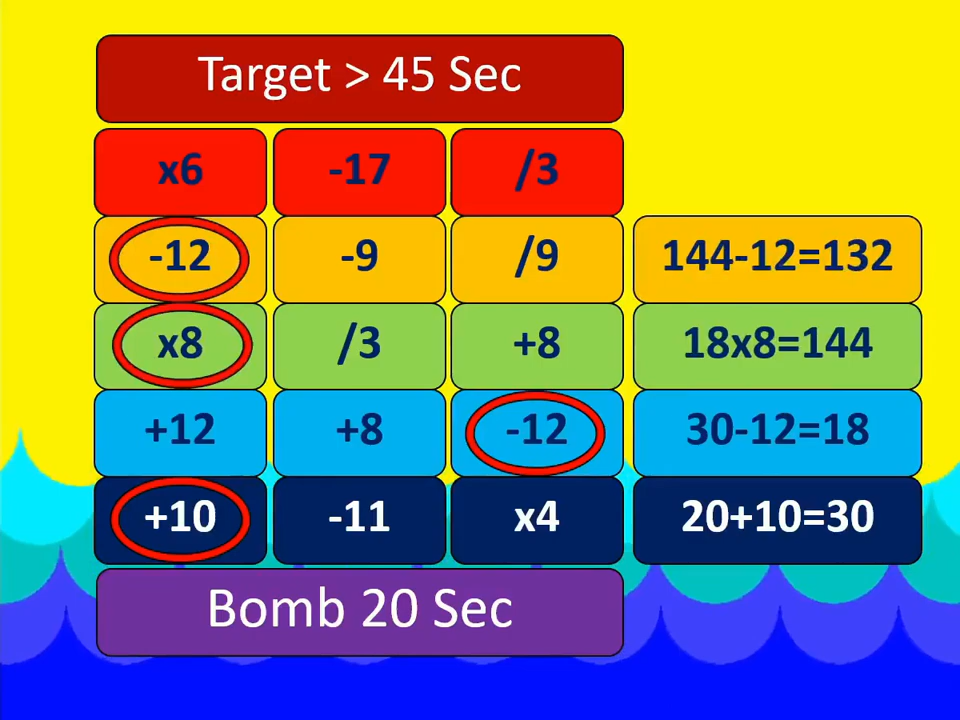 Target > 45 Sec
x6 -17 /3
-12 -9 /9 144-12=132
x8 /3 +8 18x8=144
+12 +8 -12 30-12=18
+10 -11 x4 20+10=30
Bomb 20 Sec